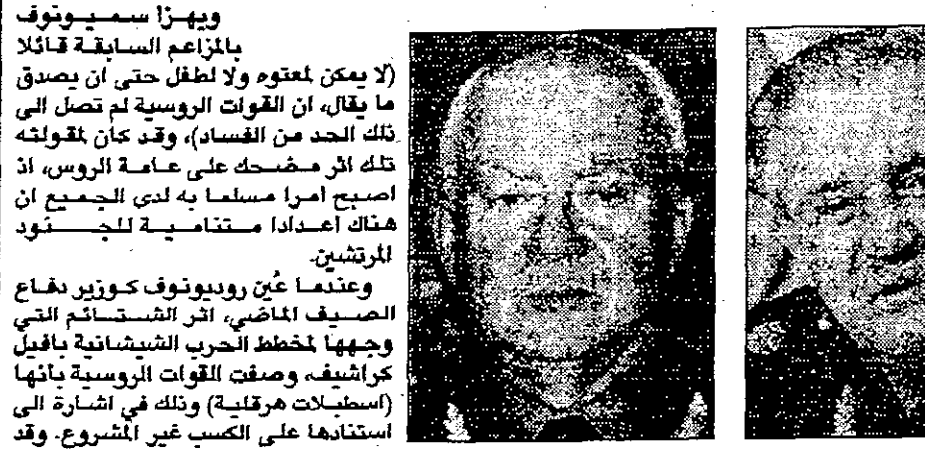 ويهزأ سميونوف
بالمزاعم السابقة قائلا
(لا يمكن لمعتوه ولا لطفل حتى ان يصدق
ما يقال، ان القوات الروسية لم تصل الى
ذلك الحد من الفساد)، وقد كان لمقولته
تلك اثر مضحك على عامة الروس، اذ
اصبح امرا مسلما به لدى الجميع ان
هناك اعدادا متنامية للجنود
المرتشين.
وعندما عُين روديونوف كوزير دفاع
الصيف الماضي، اثر الشتائم التي
وجهها لمخطط الحرب الشيشانية بافيل
كراشيف، وصفت القوات الروسية بأنها
(اسطبلات هرقلية) وذلك في اشارة الى
استنادها على الكسب غير المشروع. وقد